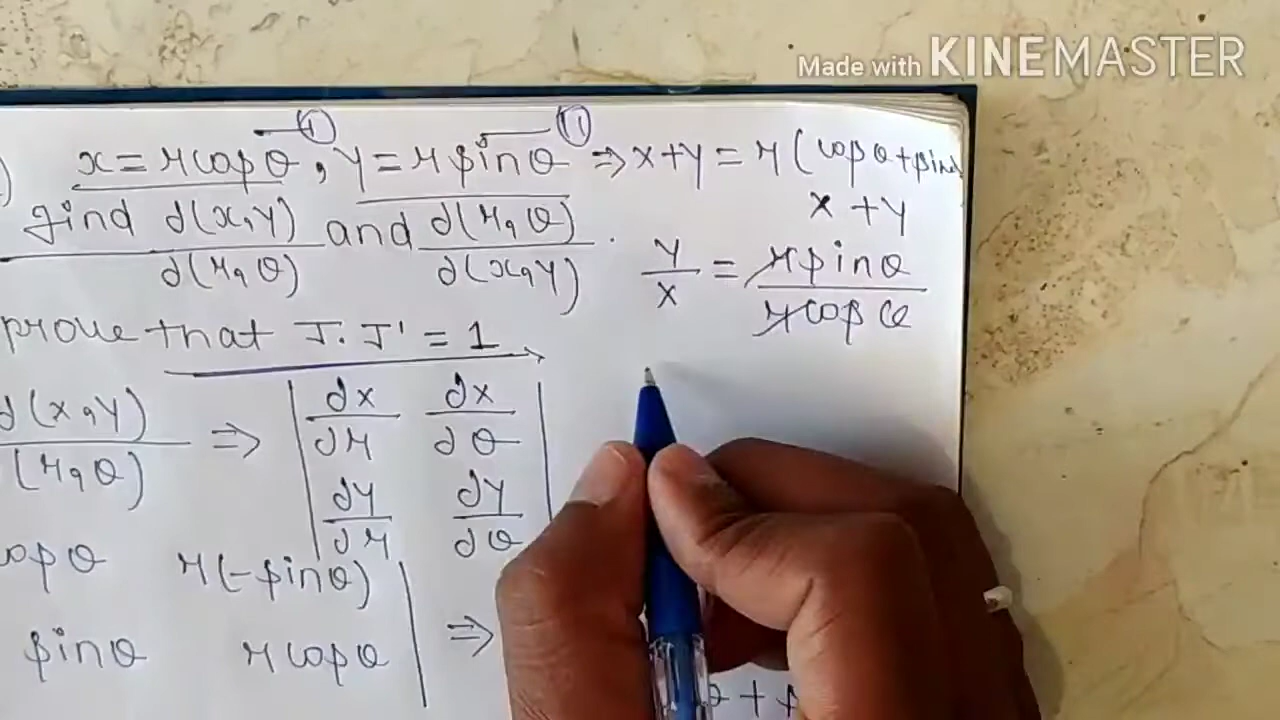 Made with KINEMASTER
x = r cos θ , y = r sin θ ⇒ x + y = r ( cos θ + sin
find ∂(x,y)/∂(r,θ) and ∂(r,θ)/∂(x,y) .
x + y
y/x = r sin θ / r cos θ
prove that J. J' = 1
∂(x,y)/(r,θ) ⇒ | ∂x/∂r ∂x/∂θ |
| ∂y/∂r ∂y/∂θ
cos θ r(-sin θ) |
sin θ r cos θ | ⇒